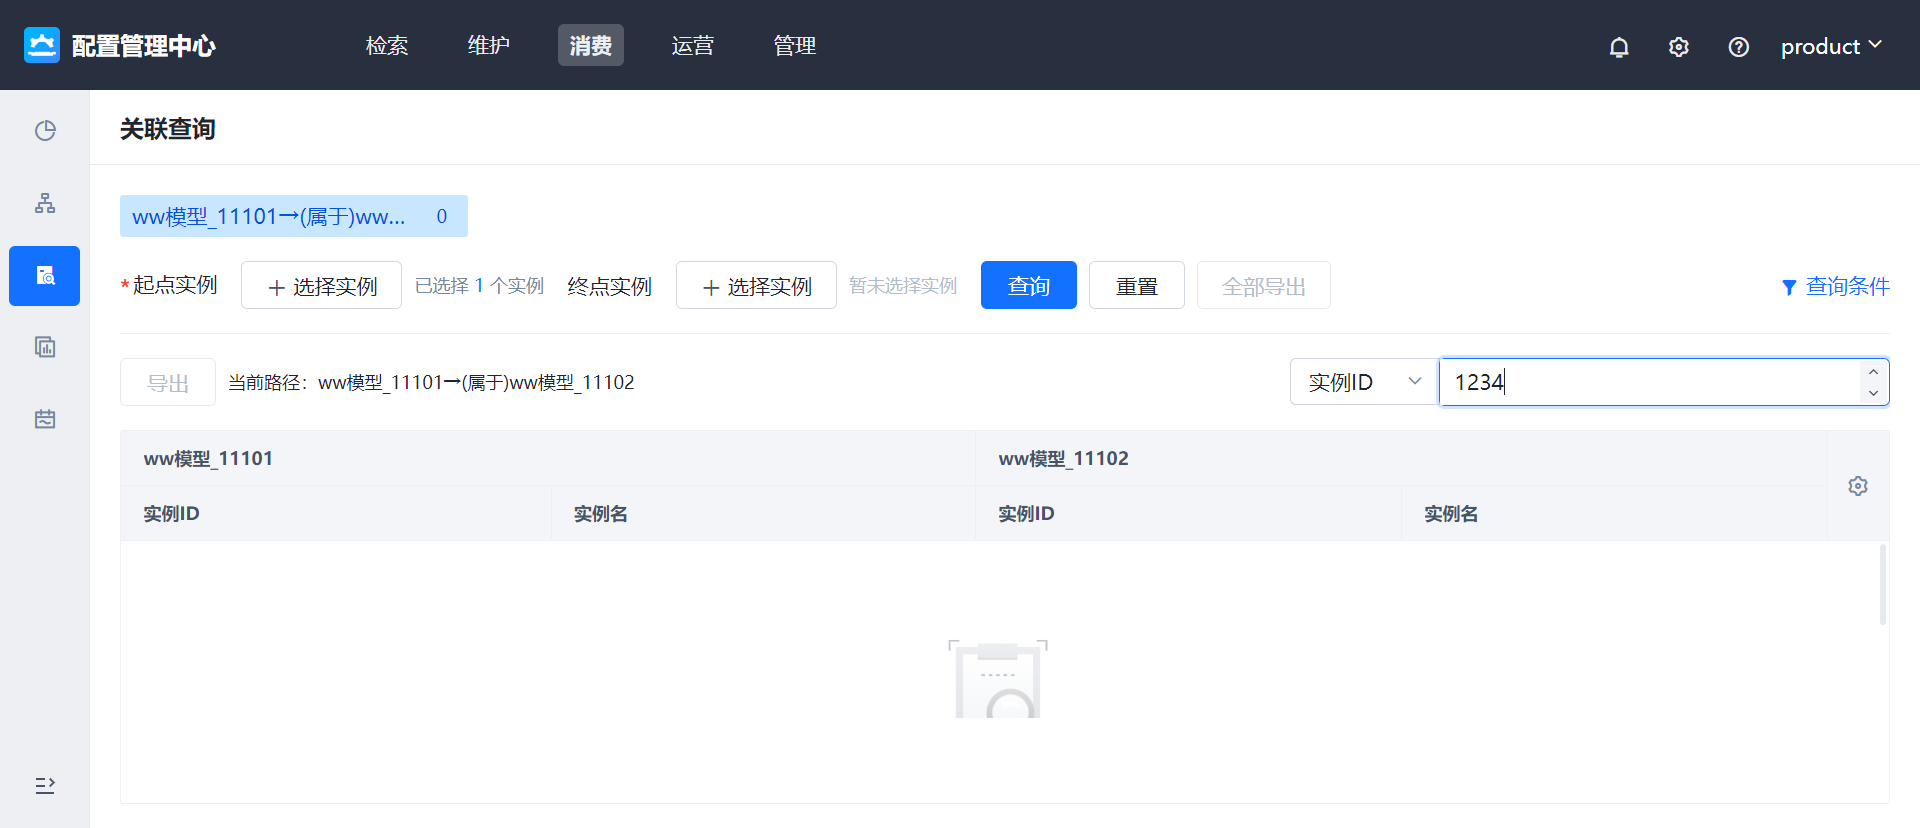 配置管理中心 检索 维护 消费 运营 管理 product
关联查询
ww模型_11101→(属于)ww... 0
*起点实例 + 选择实例 已选择 1 个实例 终点实例 + 选择实例 暂未选择实例 查询 重置 全部导出 查询条件
导出 当前路径：ww模型_11101→(属于)ww模型_11102 实例ID 1234
ww模型_11101 ww模型_11102
实例ID 实例名 实例ID 实例名